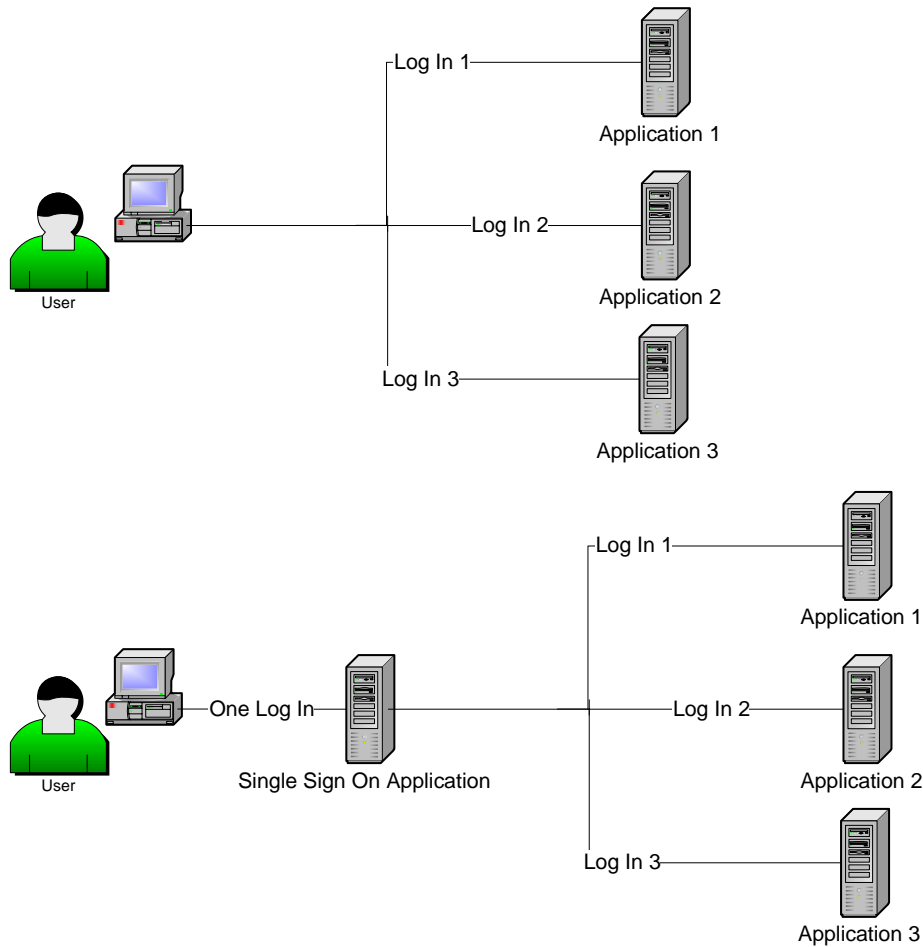 Log In 1
Application 1
Log In 2
User
Application 2
Log In 3
Application 3
Log In 1
Application 1
One Log In
Log In 2
Single Sign On Application
User
Application 2
Log In 3
Application 3